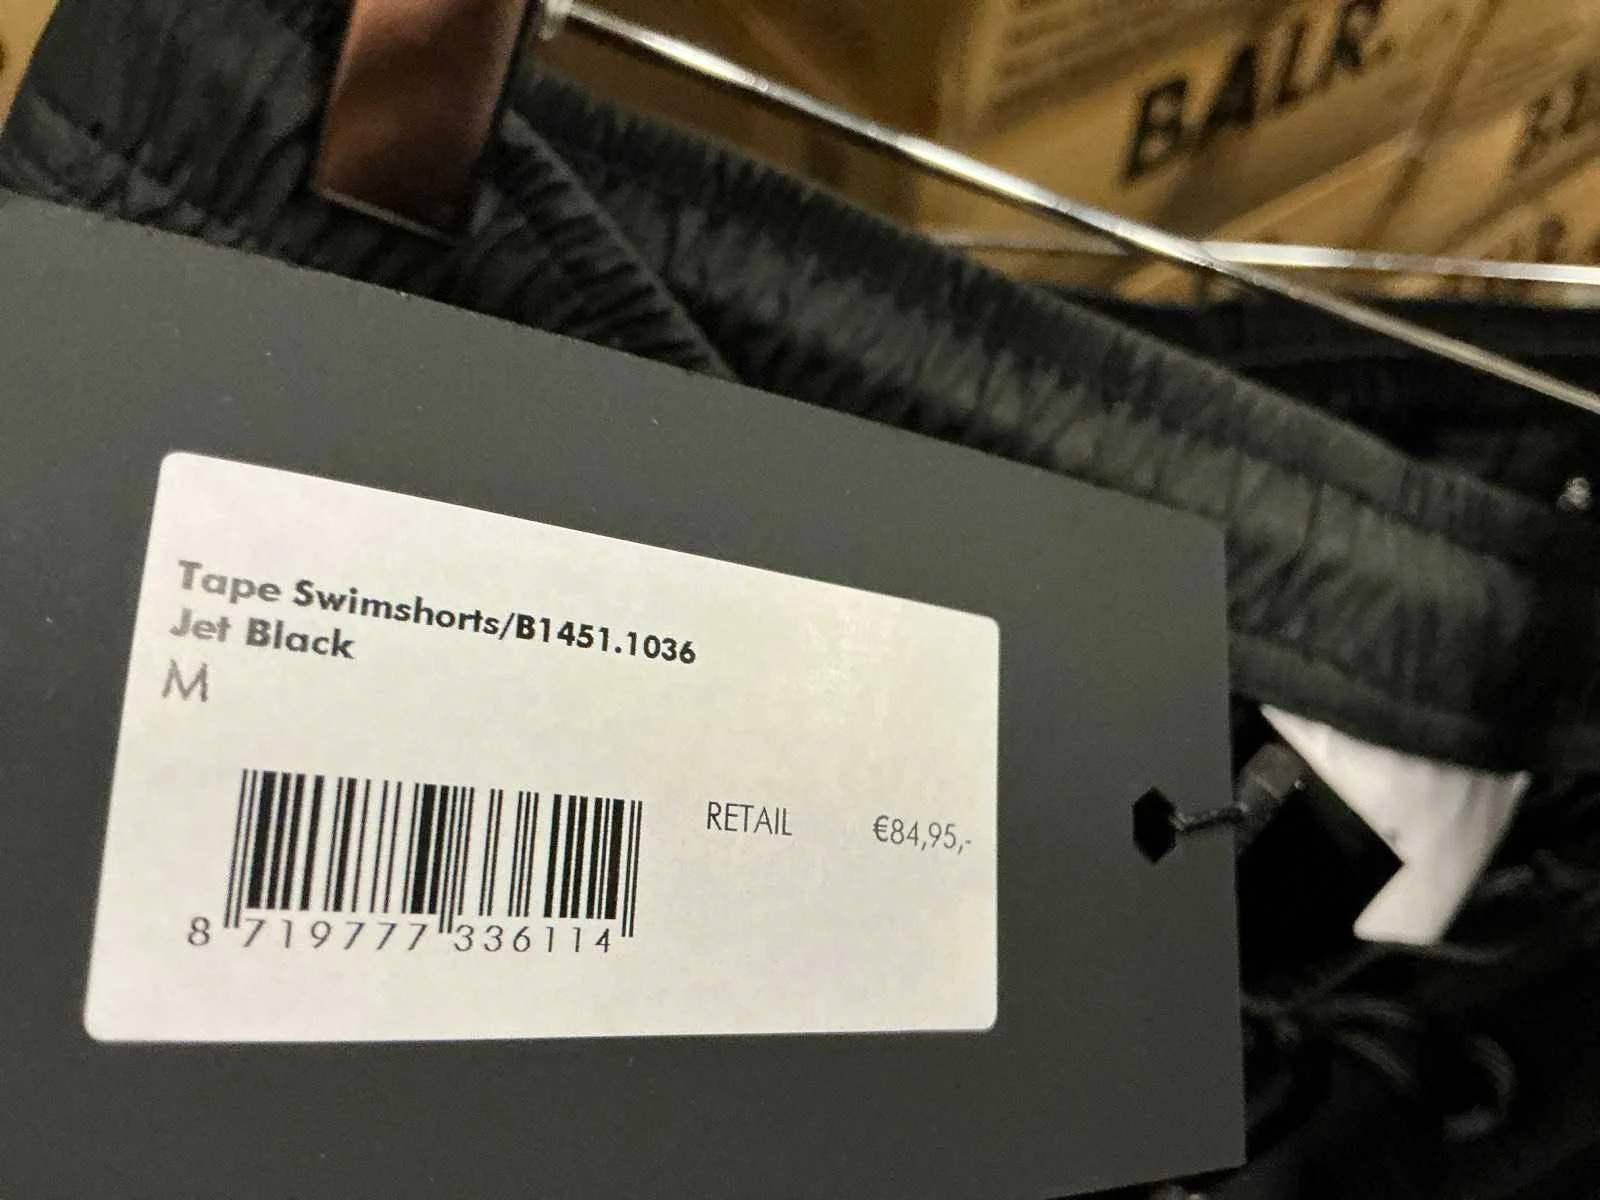 BALR.
Tape Swimshorts/B1451.1036
Jet Black
M
RETAIL €84,95,-
8 719777 336114